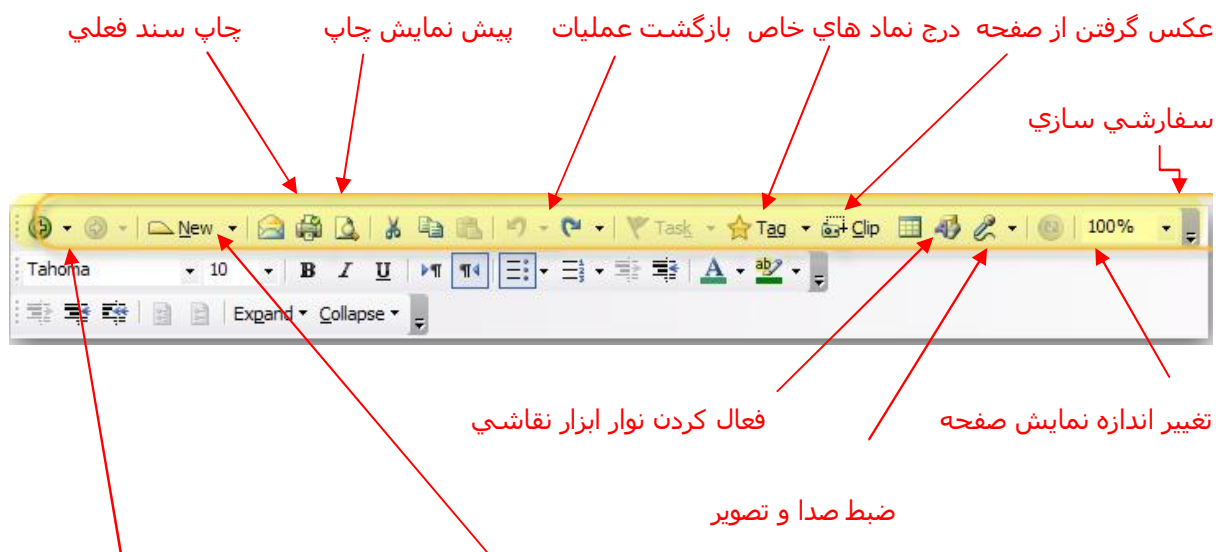 عكس گرفتن از صفحه درج نماد هاي خاص بازگشت عمليات پيش نمايش چاپ چاپ سند فعلي
سفارشي سازي
New Task Tag Clip 100%
Tahoma 10 B I U A ab
Expand Collapse
تغيير اندازه نمايش صفحه فعال كردن نوار ابزار نقاشي
ضبط صدا و تصوير